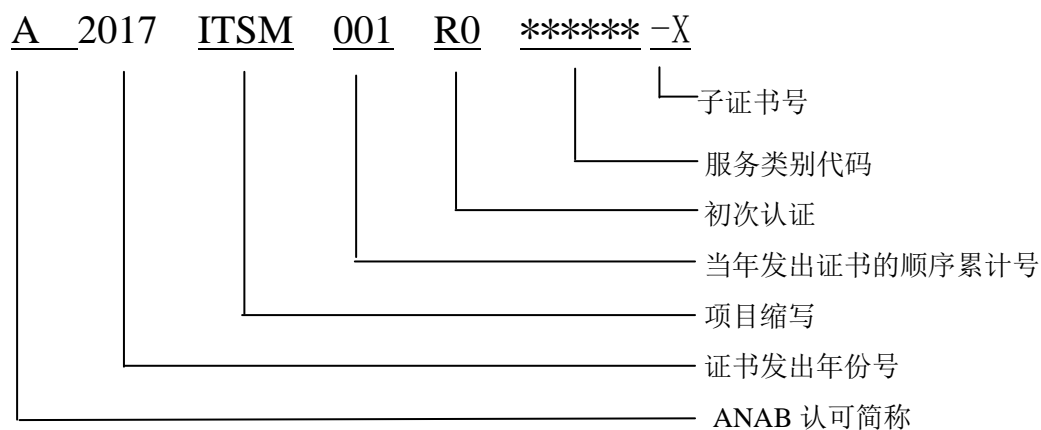 A 2017 ITSM 001 R0 ****** -X
子证书号
服务类别代码
初次认证
当年发出证书的顺序累计号
项目缩写
证书发出年份号
ANAB 认可简称